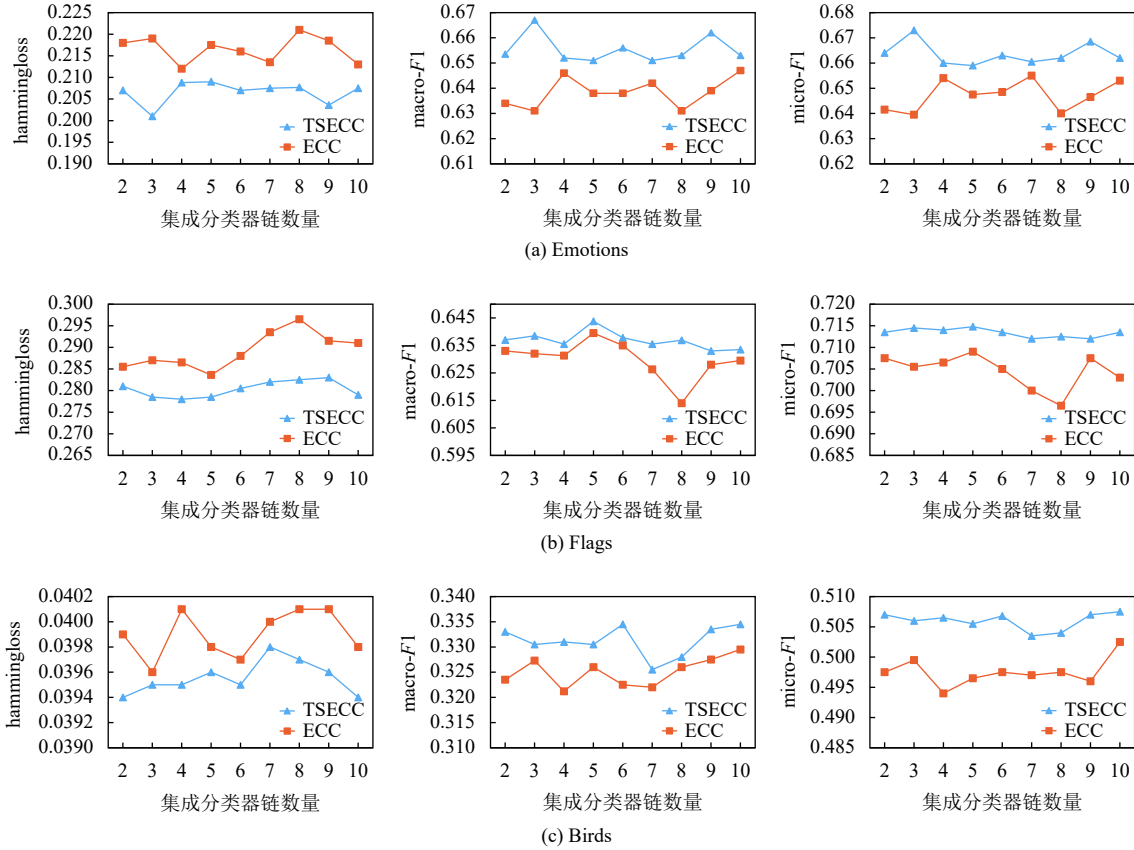 hammingloss
0.225
0.220
0.215
0.210
0.205
0.200
0.195
0.190
TSECC
ECC
2 3 4 5 6 7 8 9 10
集成分类器链数量
macro-F1
0.67
0.66
0.65
0.64
0.63
0.62
0.61
TSECC
ECC
2 3 4 5 6 7 8 9 10
集成分类器链数量
micro-F1
0.68
0.67
0.66
0.65
0.64
0.63
0.62
TSECC
ECC
2 3 4 5 6 7 8 9 10
集成分类器链数量
(a) Emotions
hammingloss
0.300
0.295
0.290
0.285
0.280
0.275
0.270
0.265
TSECC
ECC
2 3 4 5 6 7 8 9 10
集成分类器链数量
macro-F1
0.645
0.635
0.625
0.615
0.605
0.595
TSECC
ECC
2 3 4 5 6 7 8 9 10
集成分类器链数量
micro-F1
0.720
0.715
0.710
0.705
0.700
0.695
0.690
0.685
TSECC
ECC
2 3 4 5 6 7 8 9 10
集成分类器链数量
(b) Flags
hammingloss
0.0402
0.0400
0.0398
0.0396
0.0394
0.0392
0.0390
TSECC
ECC
2 3 4 5 6 7 8 9 10
集成分类器链数量
macro-F1
0.340
0.335
0.330
0.325
0.320
0.315
0.310
TSECC
ECC
2 3 4 5 6 7 8 9 10
集成分类器链数量
micro-F1
0.510
0.505
0.500
0.495
0.490
0.485
TSECC
ECC
2 3 4 5 6 7 8 9 10
集成分类器链数量
(c) Birds